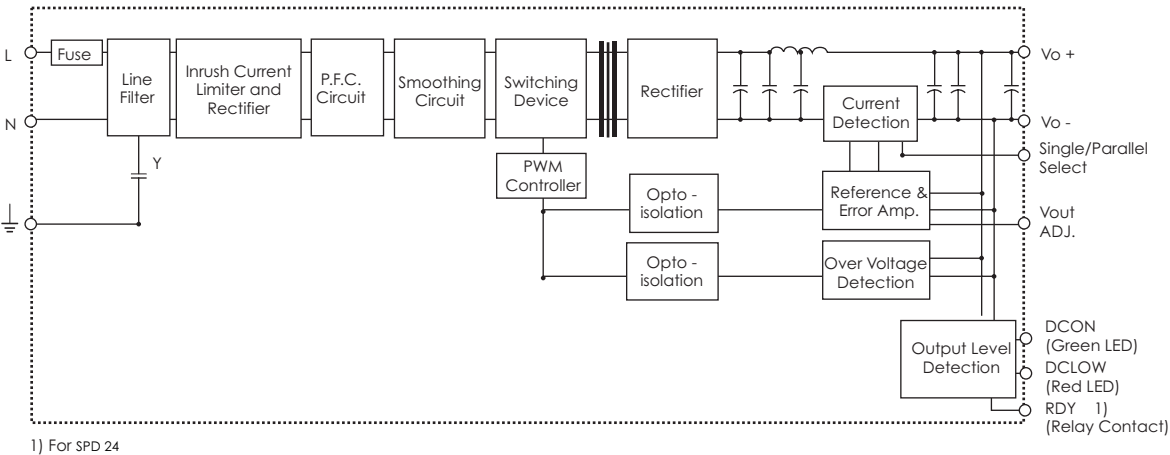 L
Fuse
Line
Filter
Inrush Current
Limiter and
Rectifier
P.F.C.
Circuit
Smoothing
Circuit
Switching
Device
Rectifier
Current
Detection
Vo +
N
Vo -
Y
PWM
Controller
Single/Parallel
Select
Opto -
isolation
Reference &
Error Amp.
Vout
ADJ.
Opto -
isolation
Over Voltage
Detection
Output Level
Detection
DCON
(Green LED)
DCLOW
(Red LED)
RDY 1)
(Relay Contact)
1) For SPD 24